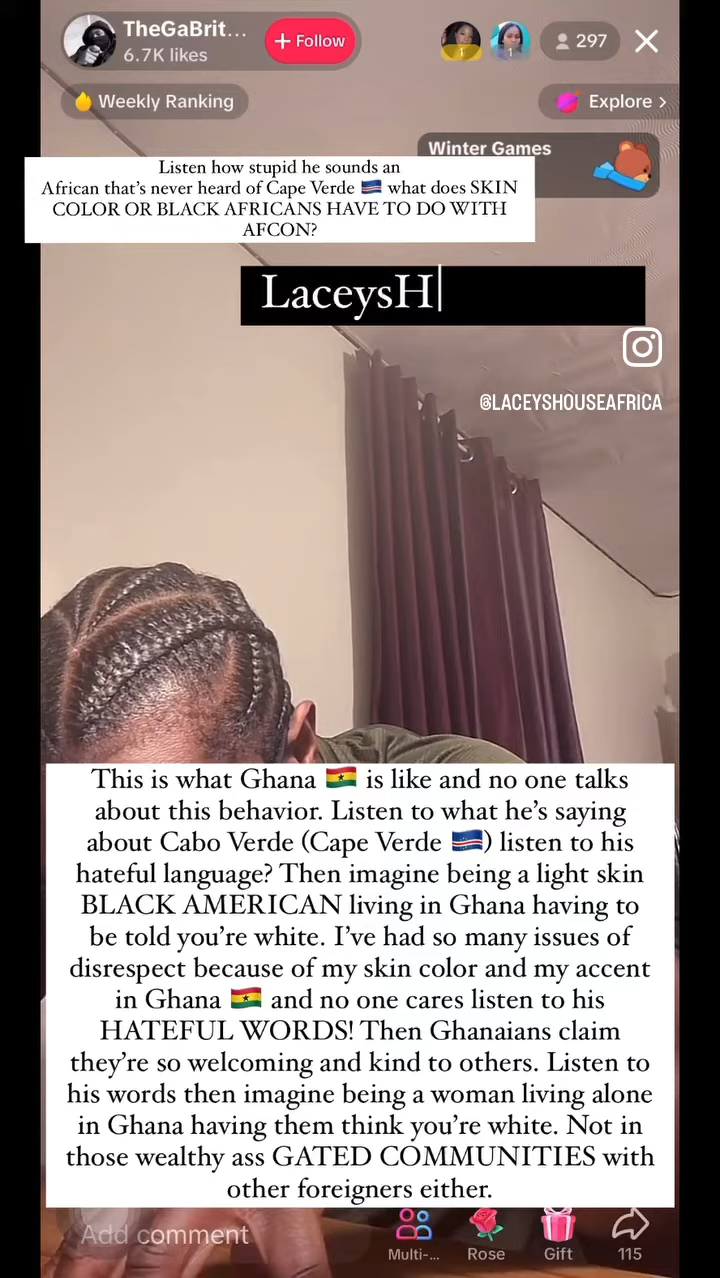 TheGaBrit...
+ Follow
6.7K likes
1
1
297
Weekly Ranking
Explore >
Winter Games
Listen how stupid he sounds an
African that's never heard of Cape Verde 🇨🇻 what does SKIN
COLOR OR BLACK AFRICANS HAVE TO DO WITH
AFCON?
LaceysH
@LACEYSHOUSEAFRICA
This is what Ghana 🇬🇭 is like and no one talks
about this behavior. Listen to what he's saying
about Cabo Verde (Cape Verde 🇨🇻) listen to his
hateful language? Then imagine being a light skin
BLACK AMERICAN living in Ghana having to
be told you're white. I've had so many issues of
disrespect because of my skin color and my accent
in Ghana 🇬🇭 and no one cares listen to his
HATEFUL WORDS! Then Ghanaians claim
they're so welcoming and kind to others. Listen to
his words then imagine being a woman living alone
in Ghana having them think you're white. Not in
those wealthy ass GATED COMMUNITIES with
other foreigners either.
Add comment
Multi-...
Rose
Gift
115